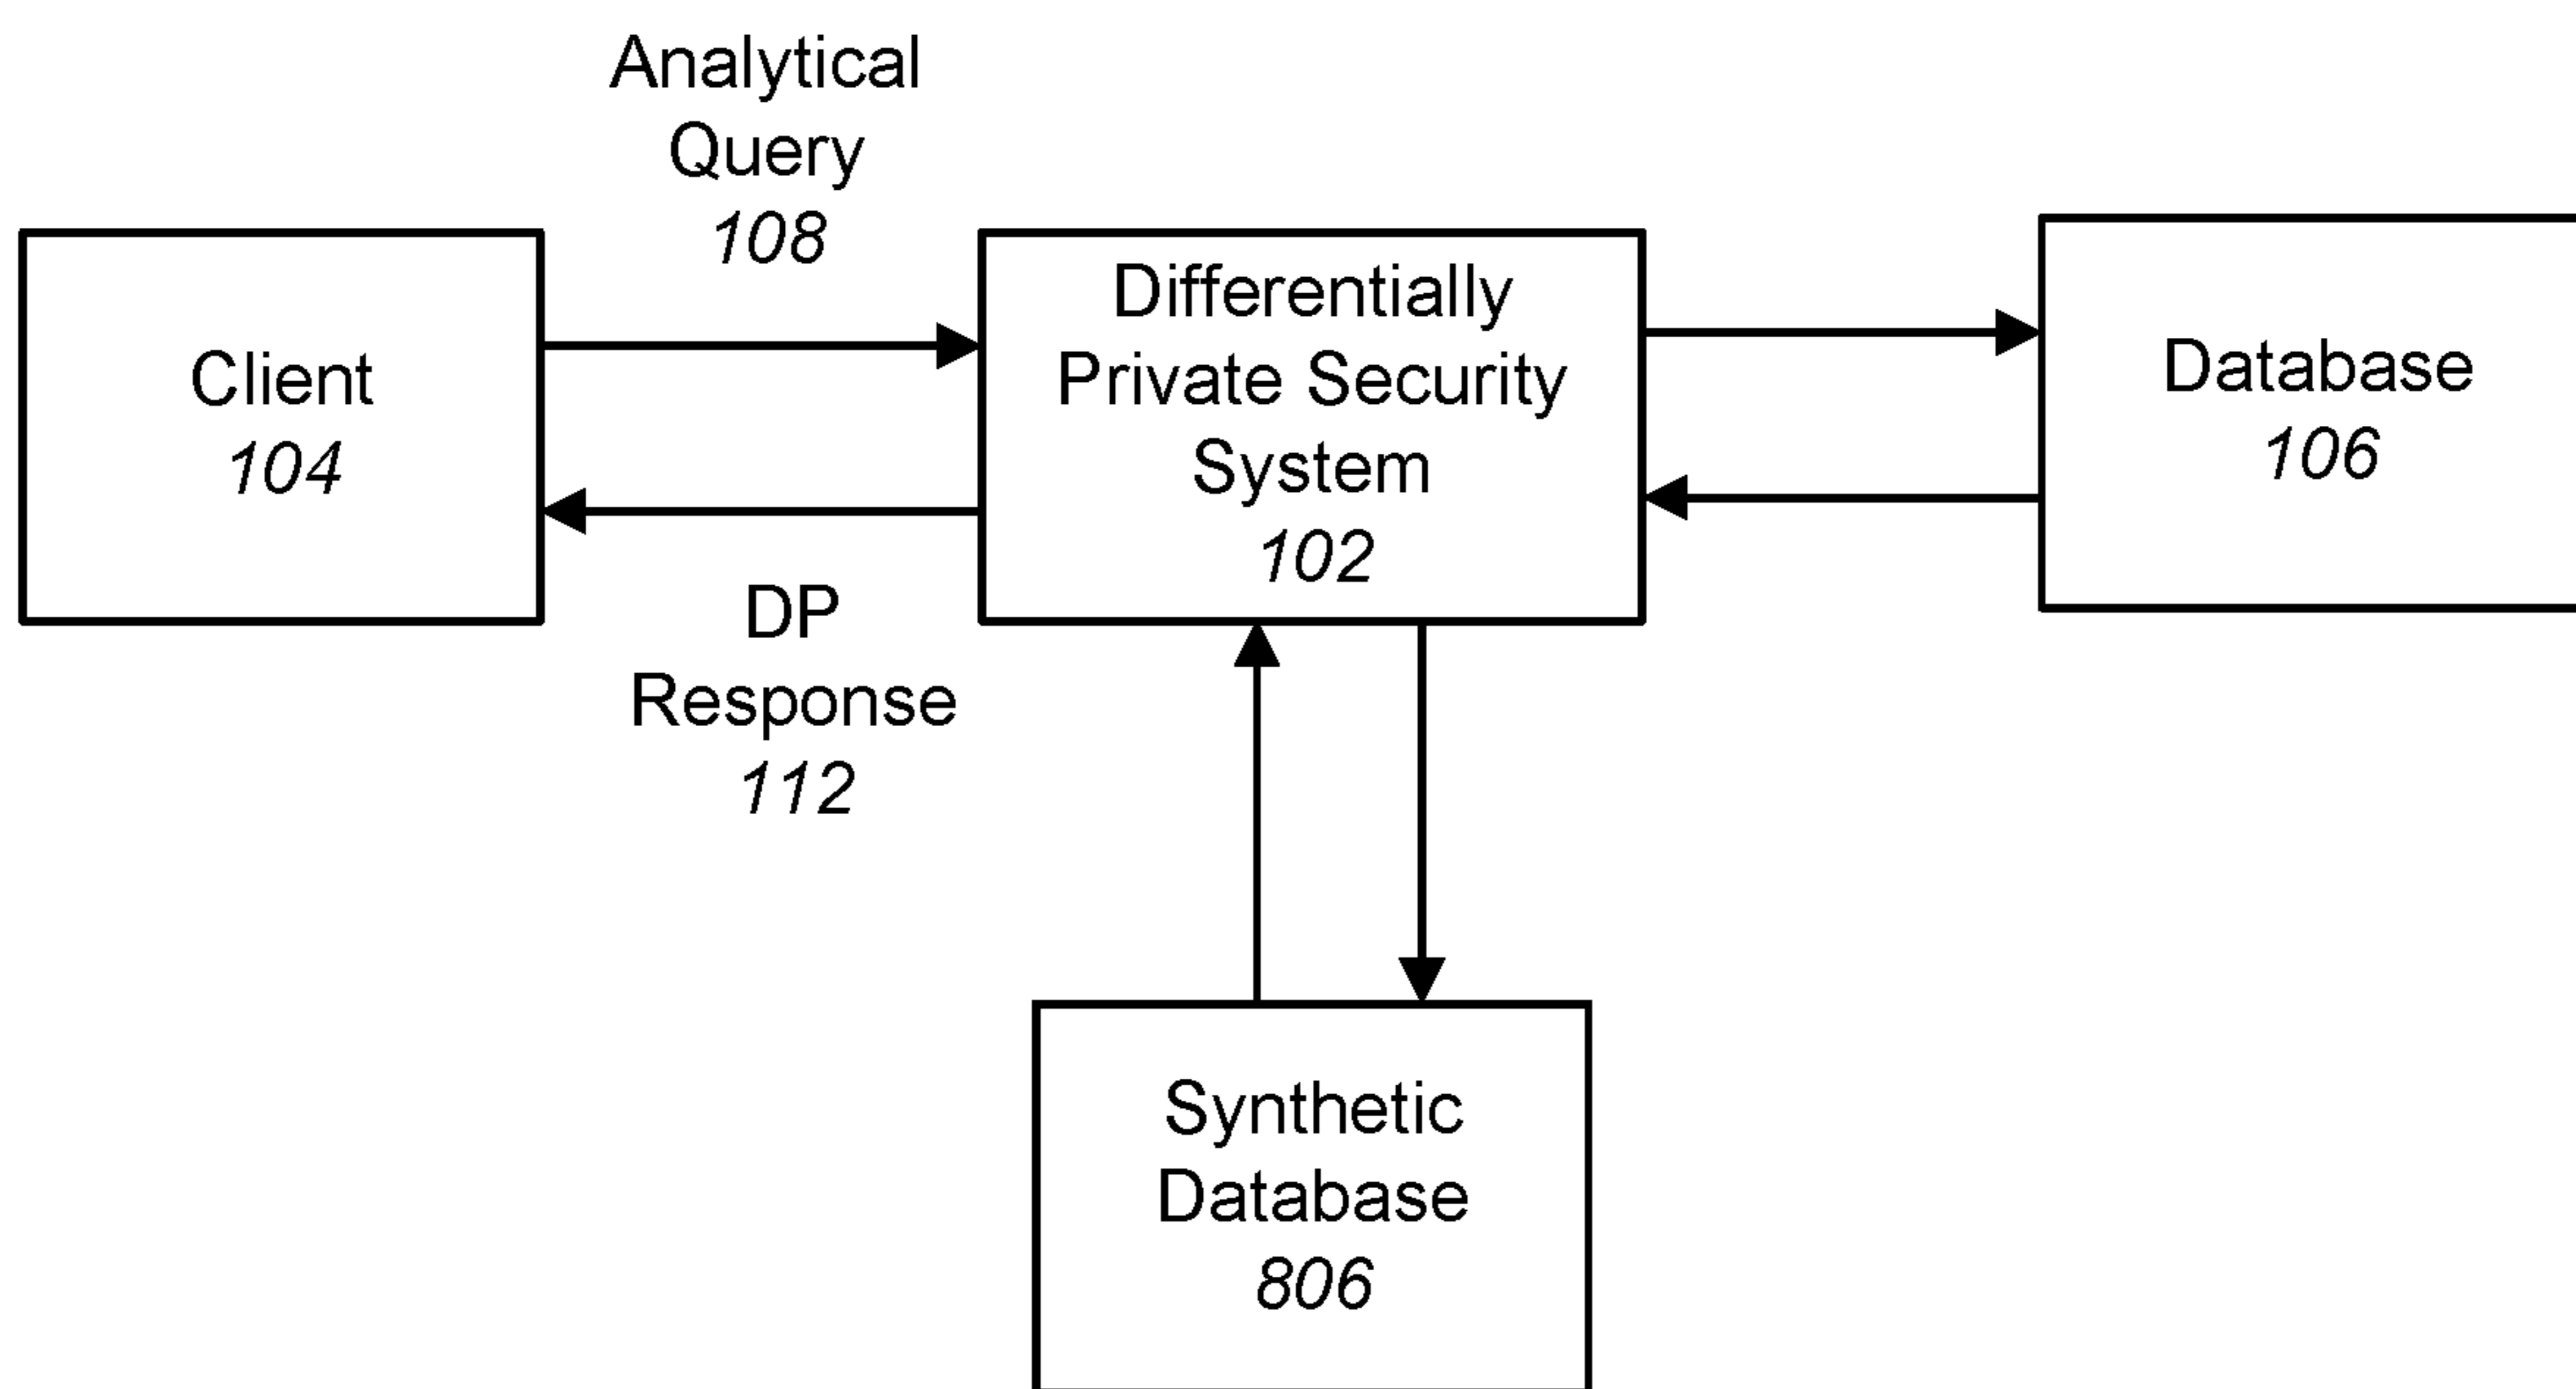 Analytical
Query
108
Client
104
DP
Response
112
Differentially
Private Security
System
102
Database
106
Synthetic
Database
806